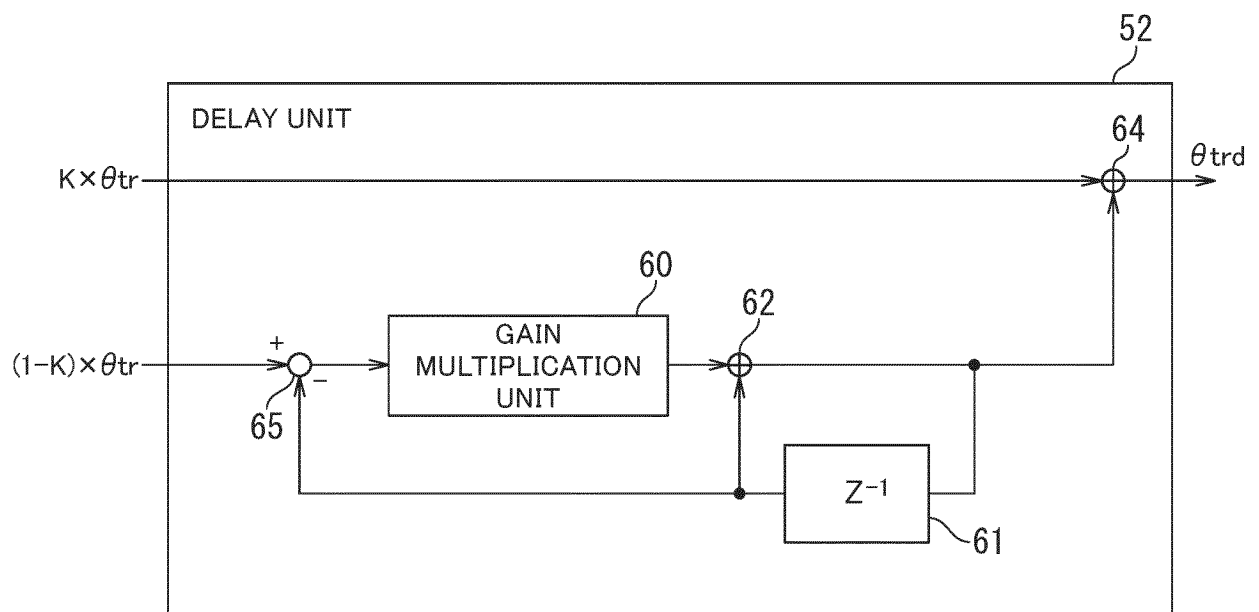 52
DELAY UNIT
64
K×θtr
θtrd
60
62
+
GAIN
MULTIPLICATION
UNIT
(1-K)×θtr
−
65
Z⁻¹
61